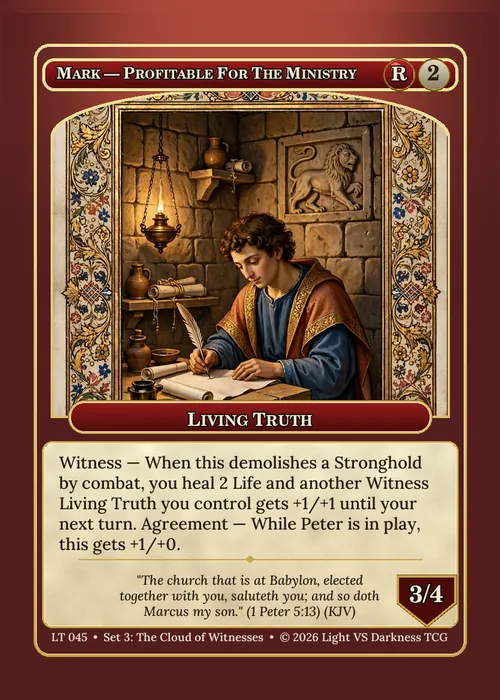 Mark — Profitable For The Ministry R 2
Living Truth
Witness — When this demolishes a Stronghold
by combat, you heal 2 Life and another Witness
Living Truth you control gets +1/+1 until your
next turn. Agreement — While Peter is in play,
this gets +1/+0.
"The church that is at Babylon, elected
together with you, saluteth you; and so doth
Marcus my son." (1 Peter 5:13) (KJV)
3/4
LT 045 • Set 3: The Cloud of Witnesses • © 2026 Light VS Darkness TCG